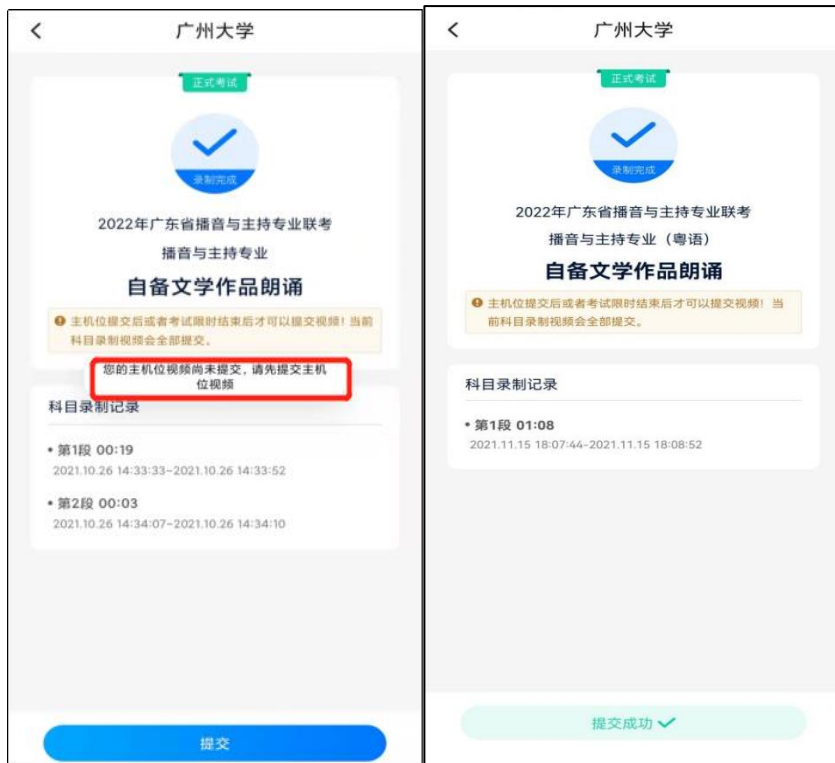 广州大学
正式考试
录制完成
2022年广东省播音与主持专业联考
播音与主持专业
自备文学作品朗诵
主机位提交后或者考试限时结束后才可以提交视频！当前
科目录制视频会全部提交。
您的主机位视频尚未提交，请先提交主机
位视频
科目录制记录
• 第1段 00:19
2021.10.26 14:33:33-2021.10.26 14:33:52
• 第2段 00:03
2021.10.26 14:34:07-2021.10.26 14:34:10
提交
广州大学
正式考试
录制完成
2022年广东省播音与主持专业联考
播音与主持专业（粤语）
自备文学作品朗诵
主机位提交后或者考试限时结束后才可以提交视频！当
前科目录制视频会全部提交。
科目录制记录
• 第1段 01:08
2021.11.15 18:07:44-2021.11.15 18:08:52
提交成功